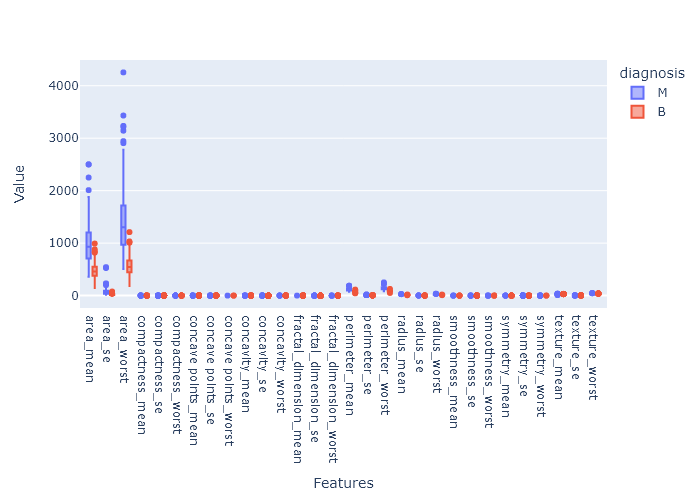 diagnosis
M
B
4000
3000
2000
1000
0
Value
area_mean
area_se
area_worst
compactness_mean
compactness_se
compactness_worst
concave points_mean
concave points_se
concave points_worst
concavity_mean
concavity_se
concavity_worst
fractal_dimension_mean
fractal_dimension_se
fractal_dimension_worst
perimeter_mean
perimeter_se
perimeter_worst
radius_mean
radius_se
radius_worst
smoothness_mean
smoothness_se
smoothness_worst
symmetry_mean
symmetry_se
symmetry_worst
texture_mean
texture_se
texture_worst
Features